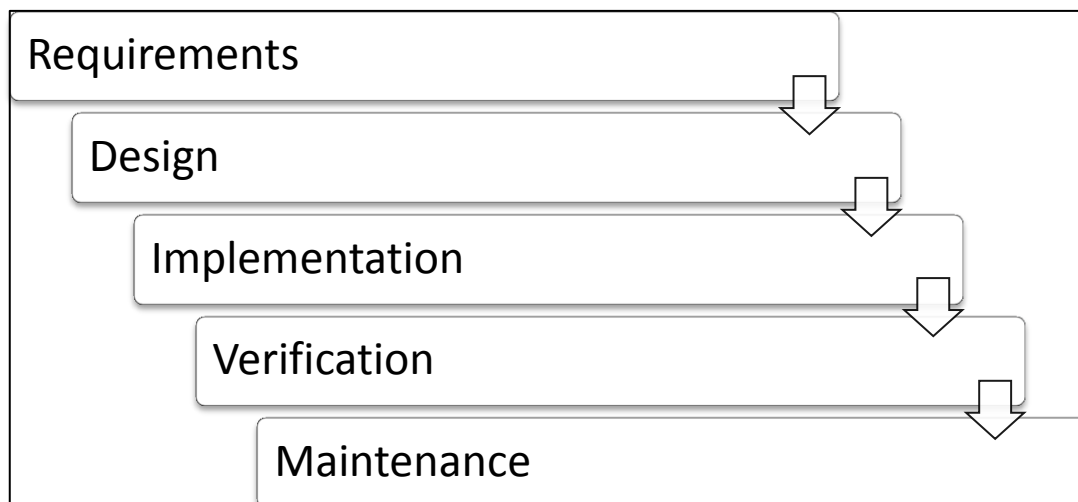 Requirements
Design
Implementation
Verification
Maintenance